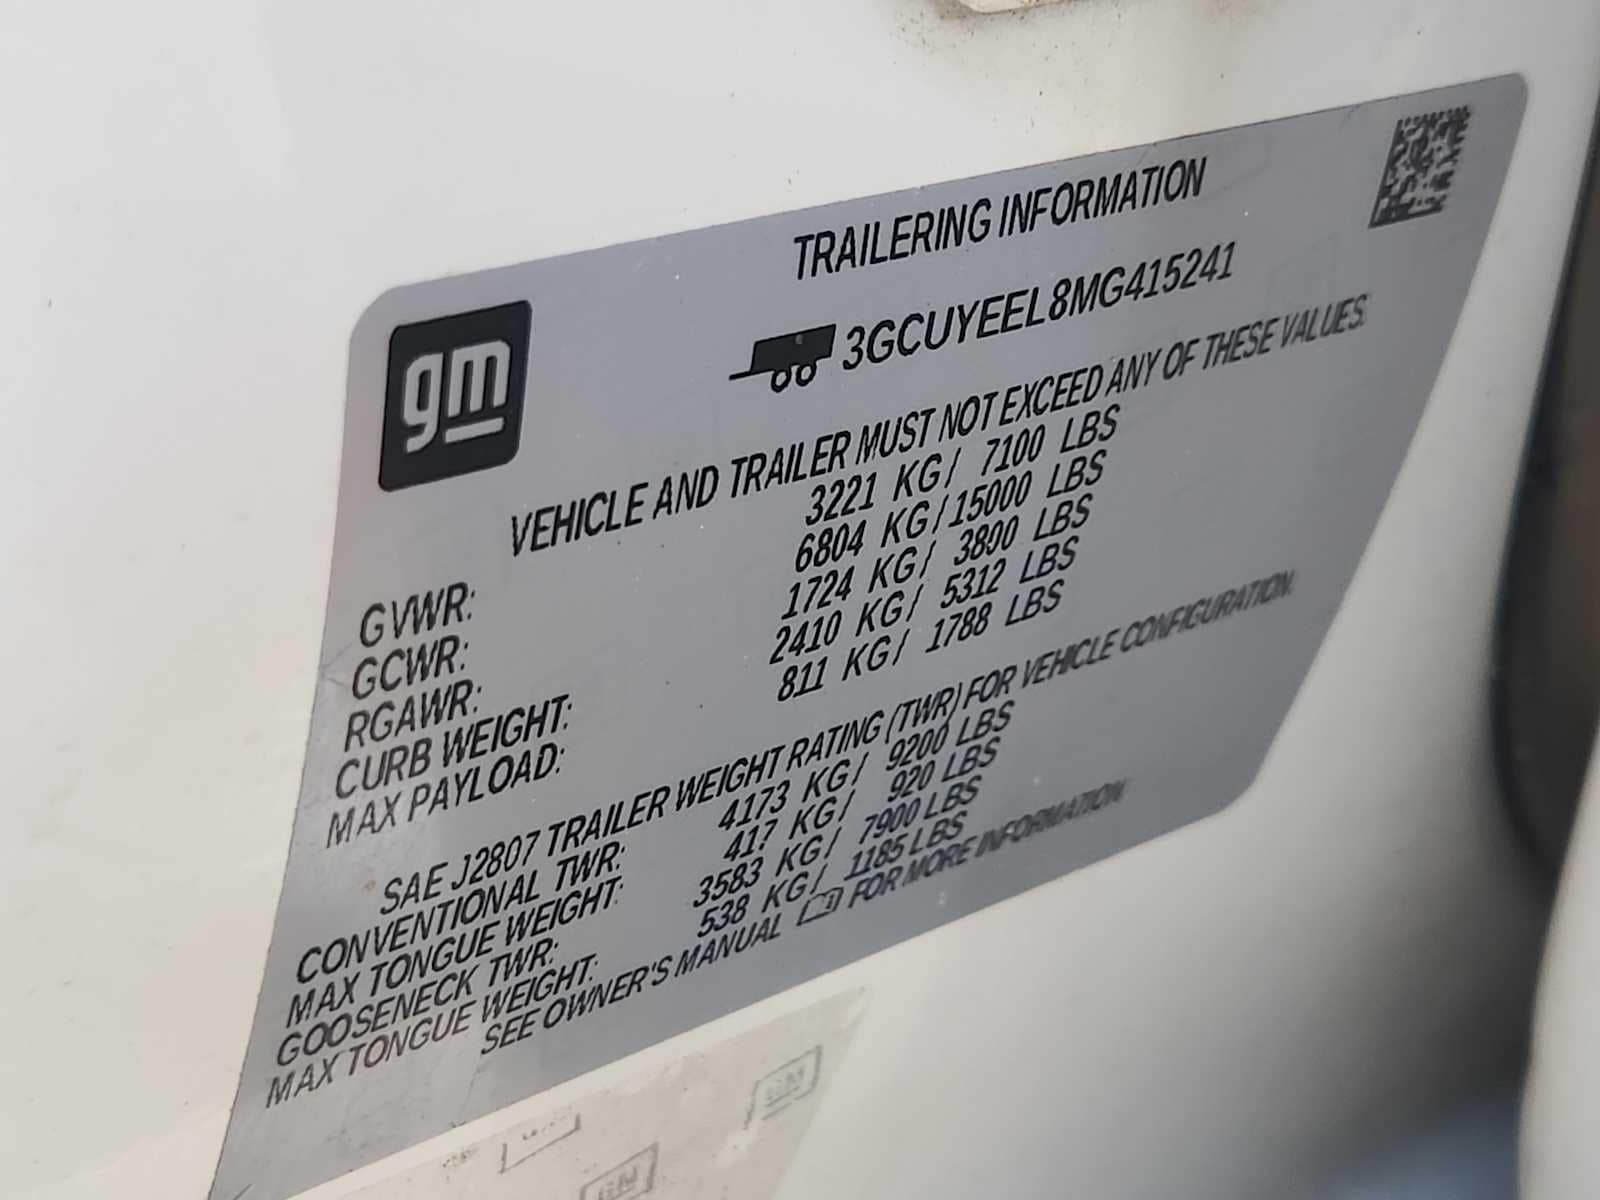 gm
TRAILERING INFORMATION
3GCUYEEL8MG415241
VEHICLE AND TRAILER MUST NOT EXCEED ANY OF THESE VALUES.
GVWR: 3221 KG/ 7100 LBS
GCWR: 6804 KG/15000 LBS
RGAWR: 1724 KG/ 3800 LBS
CURB WEIGHT: 2410 KG/ 5312 LBS
MAX PAYLOAD: 811 KG/ 1788 LBS
SAE J2807 TRAILER WEIGHT RATING (TWR) FOR VEHICLE CONFIGURATION.
CONVENTIONAL TWR: 4173 KG/ 9200 LBS
MAX TONGUE WEIGHT: 417 KG/ 920 LBS
GOOSENECK TWR: 3583 KG/ 7900 LBS
MAX TONGUE WEIGHT: 538 KG/ 1185 LBS
SEE OWNER'S MANUAL FOR MORE INFORMATION
GM